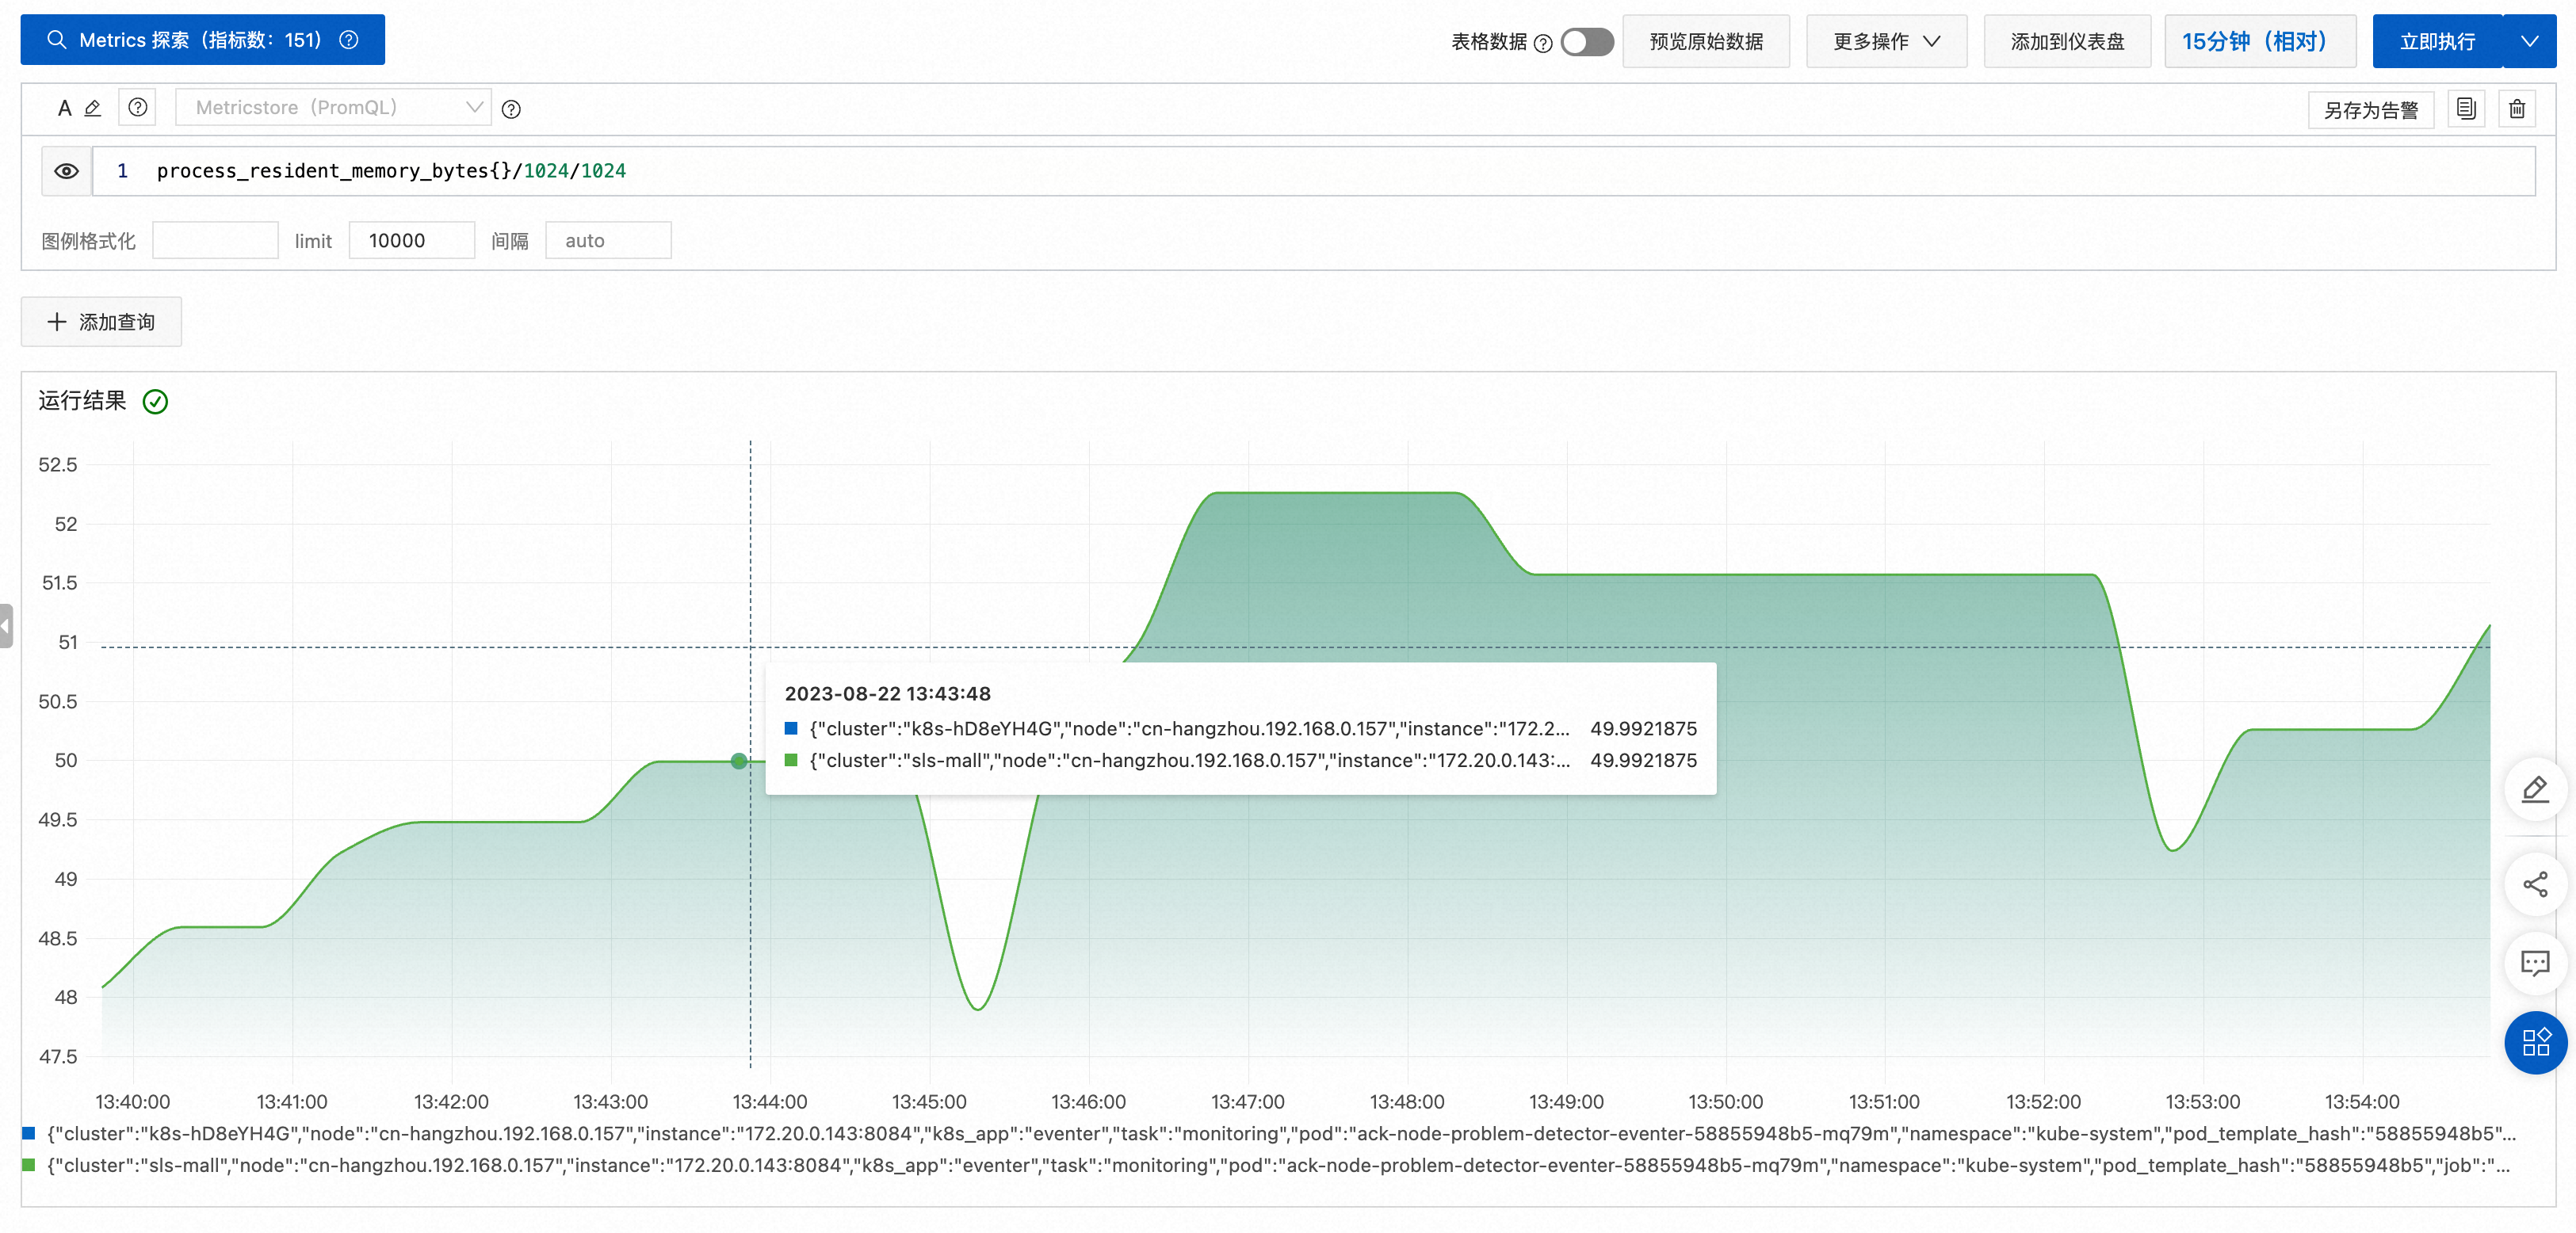 Metrics 探索（指标数：151）
表格数据 预览原始数据 更多操作 添加到仪表盘 15分钟（相对） 立即执行
A Metricstore（PromQL） 另存为告警
1 process_resident_memory_bytes{}/1024/1024
图例格式化 limit 10000 间隔 auto
添加查询
运行结果
52.5
52
51.5
51
50.5
50
49.5
49
48.5
48
47.5
2023-08-22 13:43:48
{"cluster":"k8s-hD8eYH4G","node":"cn-hangzhou.192.168.0.157","instance":"172.2... 49.9921875
{"cluster":"sls-mall","node":"cn-hangzhou.192.168.0.157","instance":"172.20.0.143:... 49.9921875
13:40:00 13:41:00 13:42:00 13:43:00 13:44:00 13:45:00 13:46:00 13:47:00 13:48:00 13:49:00 13:50:00 13:51:00 13:52:00 13:53:00 13:54:00
{"cluster":"k8s-hD8eYH4G","node":"cn-hangzhou.192.168.0.157","instance":"172.20.0.143:8084","k8s_app":"eventer","task":"monitoring","pod":"ack-node-problem-detector-eventer-58855948b5-mq79m","namespace":"kube-system","pod_template_hash":"58855948b5"...
{"cluster":"sls-mall","node":"cn-hangzhou.192.168.0.157","instance":"172.20.0.143:8084","k8s_app":"eventer","task":"monitoring","pod":"ack-node-problem-detector-eventer-58855948b5-mq79m","namespace":"kube-system","pod_template_hash":"58855948b5","job":"...